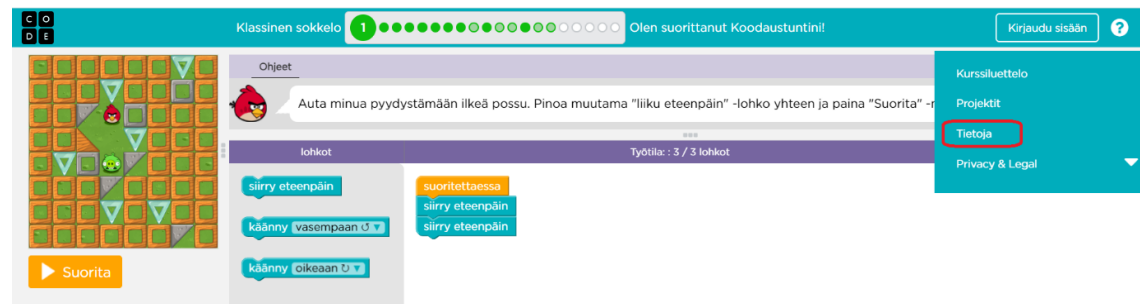 C O
D E
Klassinen sokkelo
1
Olen suorittanut Koodaustuntini!
Kirjaudu sisään
?
Kurssiluettelo
Projektit
Tietoja
Privacy & Legal
Ohjeet
Auta minua pyydystämään ilkeä possu. Pinoa muutama "liiku eteenpäin" -lohko yhteen ja paina "Suorita" -
lohkot
Työtila: : 3 / 3 lohkot
siirry eteenpäin
käänny vasempaan ↺ ▼
käänny oikeaan ↻ ▼
suoritettaessa
siirry eteenpäin
siirry eteenpäin
Suorita